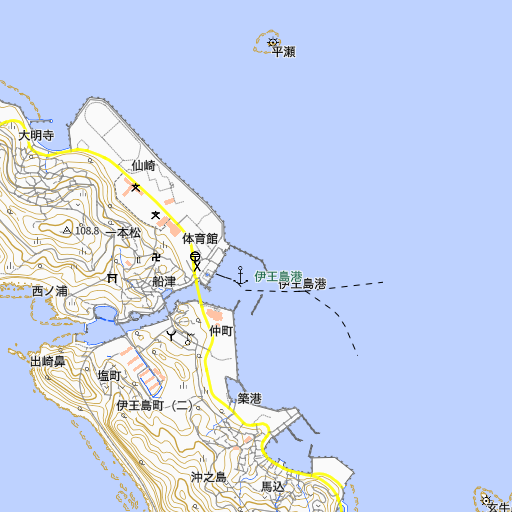 平瀬
大明寺
仙崎
108.8
一本松
体育館
船津
伊王島港
伊王島港
西ノ浦
仲町
出崎鼻
塩町
築港
伊王島町（二）
沖之島
馬込
玄牛